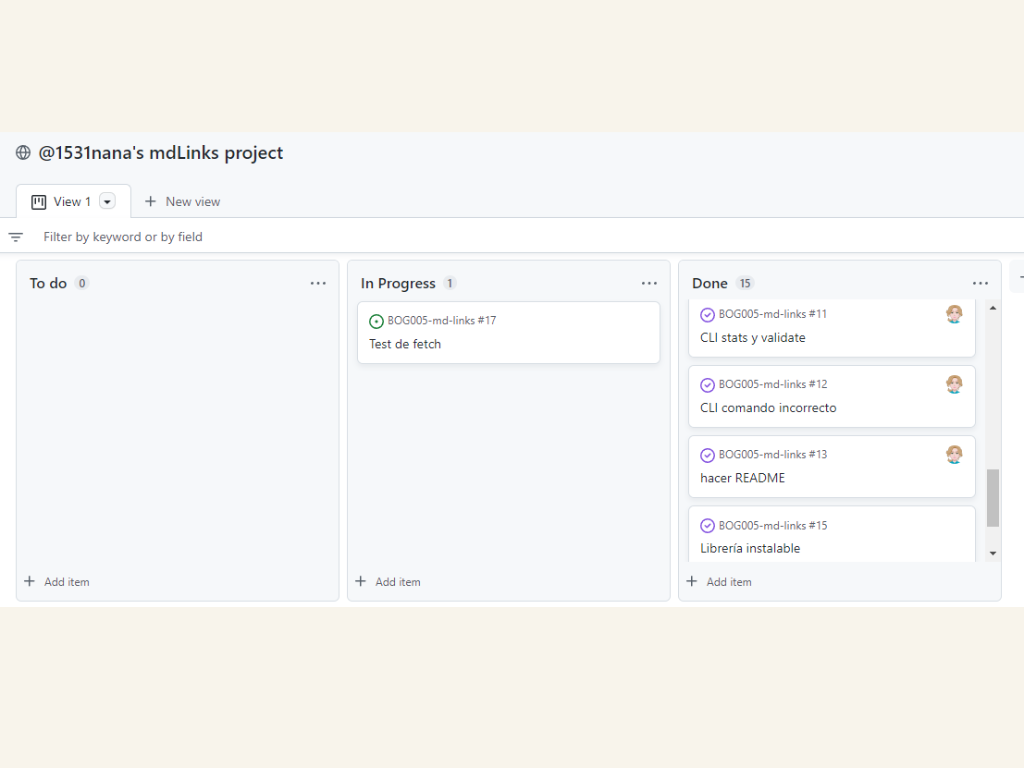 @1531nana's mdLinks project
View 1
New view
Filter by keyword or by field
To do 0
Add item
In Progress 1
BOG005-md-links #17
Test de fetch
Add item
Done 15
BOG005-md-links #11
CLI stats y validate
BOG005-md-links #12
CLI comando incorrecto
BOG005-md-links #13
hacer README
BOG005-md-links #15
Librería instalable
Add item